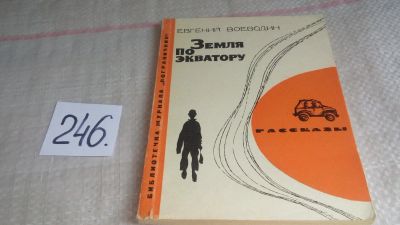 246.
ЕВГЕНИЙ ВОЕВОДИН
ЗЕМЛЯ
ПО
ЭКВАТОРУ
РАССКАЗЫ
БИБЛИОТЕЧКА ЖУРНАЛА „ПОГРАНИЧНИК"